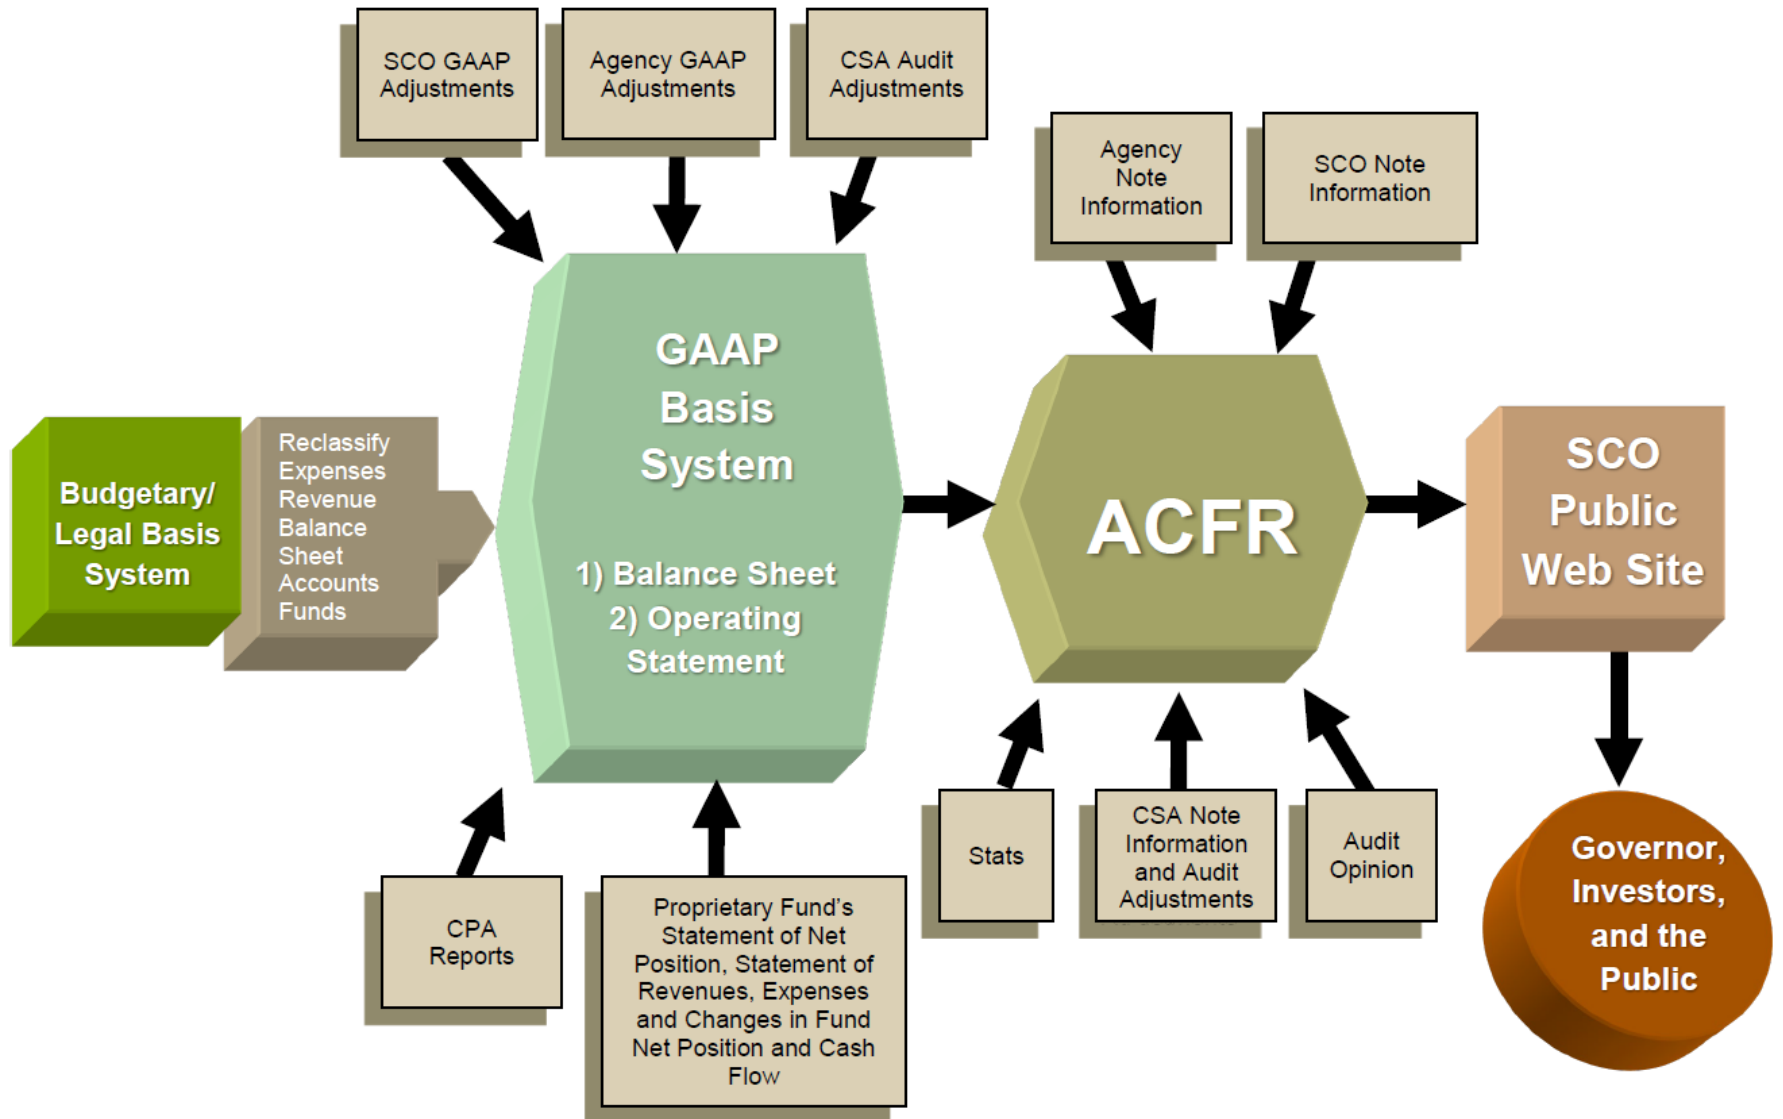 SCO GAAP
Adjustments
Agency GAAP
Adjustments
CSA Audit
Adjustments
Agency
Note
Information
SCO Note
Information
Budgetary/
Legal Basis
System
Reclassify
Expenses
Revenue
Balance
Sheet
Accounts
Funds
GAAP
Basis
System
1) Balance Sheet
2) Operating
Statement
ACFR
SCO
Public
Web Site
CPA
Reports
Proprietary Fund’s
Statement of Net
Position, Statement of
Revenues, Expenses
and Changes in Fund
Net Position and Cash
Flow
Stats
CSA Note
Information
and Audit
Adjustments
Audit
Opinion
Governor,
Investors,
and the
Public